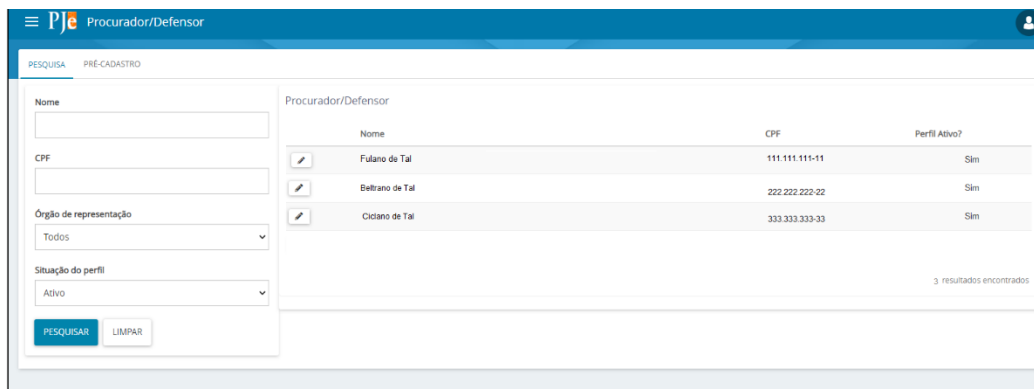 PJe Procurador/Defensor
PESQUISA PRÉ-CADASTRO
Nome
CPF
Órgão de representação
Todos
Situação do perfil
Ativo
PESQUISAR LIMPAR
Procurador/Defensor
Nome CPF Perfil Ativo?
Fulano de Tal 111.111.111-11 Sim
Beltrano de Tal 222.222.222-22 Sim
Ciclano de Tal 333.333.333-33 Sim
3 resultados encontrados